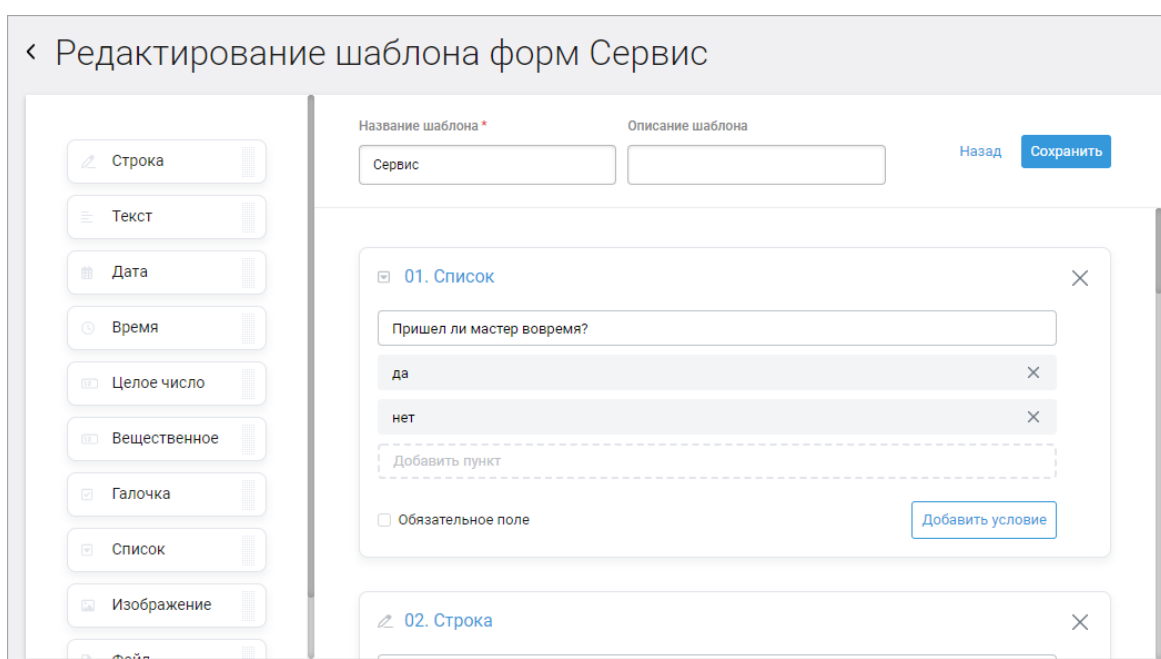 Редактирование шаблона форм Сервис
Строка
Текст
Дата
Время
Целое число
Вещественное
Галочка
Список
Изображение
Файл
Название шаблона *
Описание шаблона
Сервис
Назад
Сохранить
01. Список
Пришел ли мастер вовремя?
да
нет
Добавить пункт
Обязательное поле
Добавить условие
02. Строка